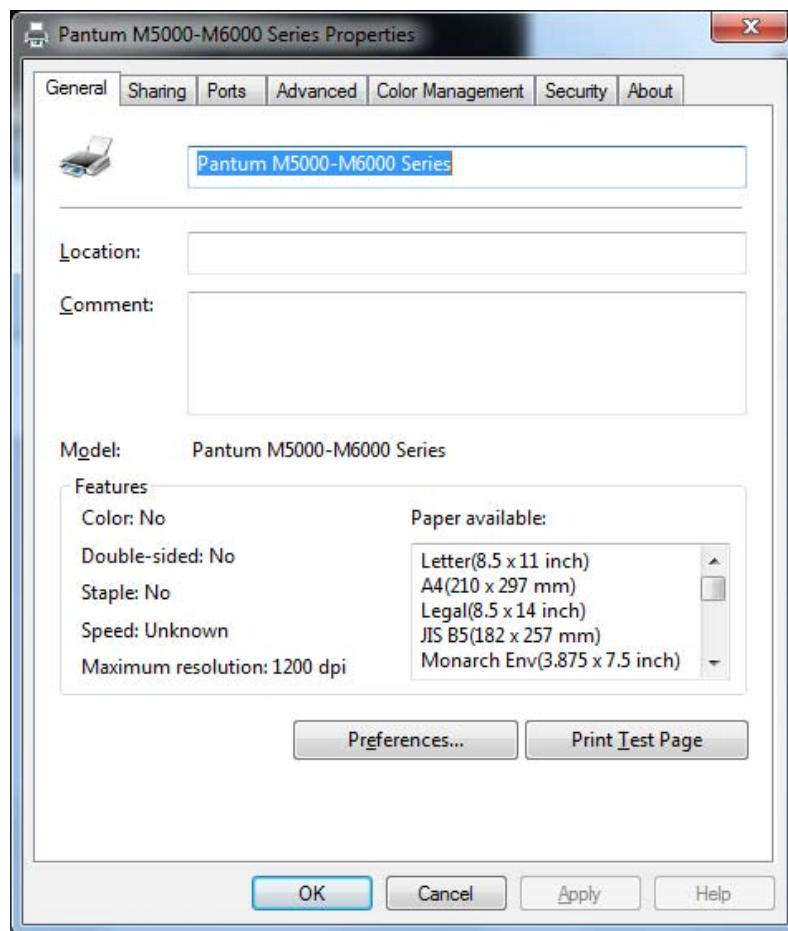 Pantum M5000-M6000 Series Properties
General Sharing Ports Advanced Color Management Security About
Pantum M5000-M6000 Series
Location:
Comment:
Model: Pantum M5000-M6000 Series
Features
Color: No
Double-sided: No
Staple: No
Speed: Unknown
Maximum resolution: 1200 dpi
Paper available:
Letter(8.5 x 11 inch)
A4(210 x 297 mm)
Legal(8.5 x 14 inch)
JIS B5(182 x 257 mm)
Monarch Env(3.875 x 7.5 inch)
Preferences... Print Test Page
OK Cancel Apply Help